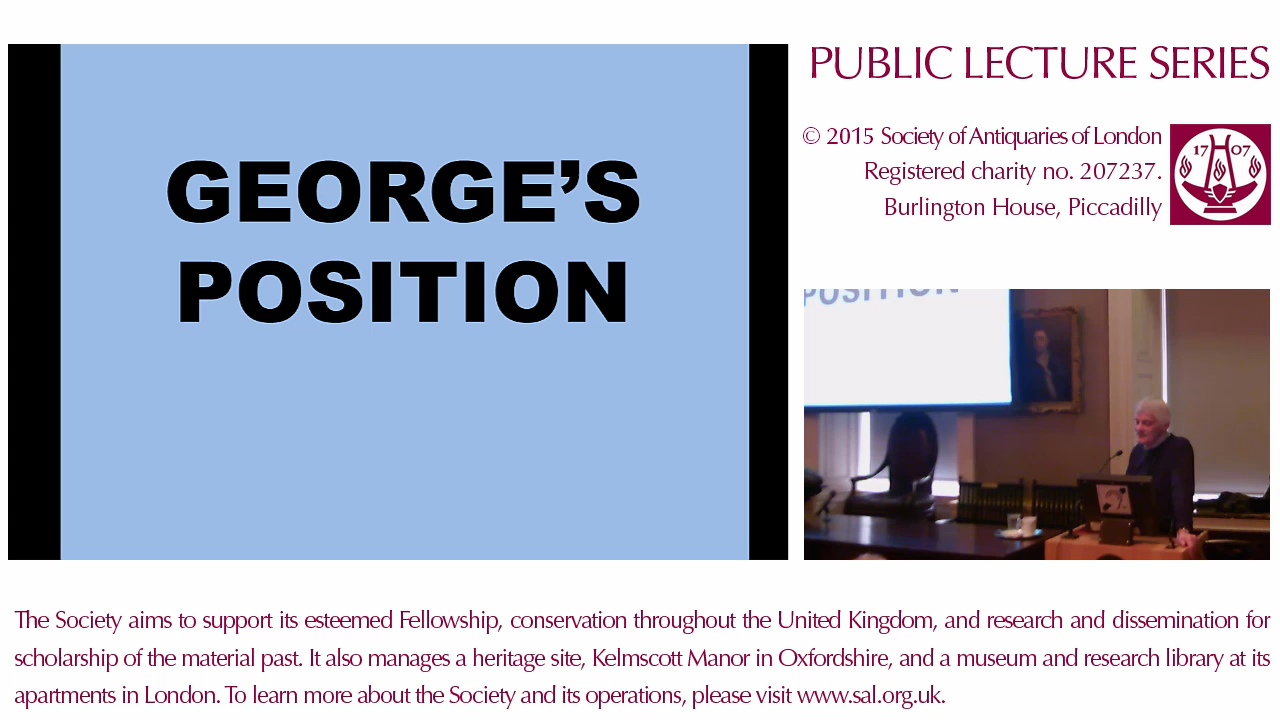 GEORGE’S
POSITION
PUBLIC LECTURE SERIES
© 2015 Society of Antiquaries of London
Registered charity no. 207237.
Burlington House, Piccadilly
17 07
POSITION
The Society aims to support its esteemed Fellowship, conservation throughout the United Kingdom, and research and dissemination for
scholarship of the material past. It also manages a heritage site, Kelmscott Manor in Oxfordshire, and a museum and research library at its
apartments in London. To learn more about the Society and its operations, please visit www.sal.org.uk.